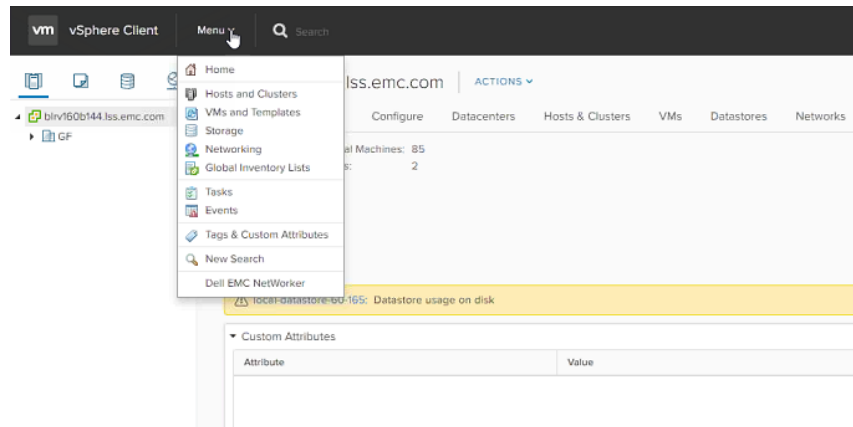 vm vSphere Client Menu Search
Home
Hosts and Clusters
VMs and Templates
Storage
Networking
Global Inventory Lists
Tasks
Events
Tags & Custom Attributes
New Search
Dell EMC NetWorker
blrv160b144.lss.emc.com
GF
lss.emc.com ACTIONS
Configure Datacenters Hosts & Clusters VMs Datastores Networks
al Machines: 85
s: 2
local-datastore-60-165: Datastore usage on disk
Custom Attributes
Attribute Value